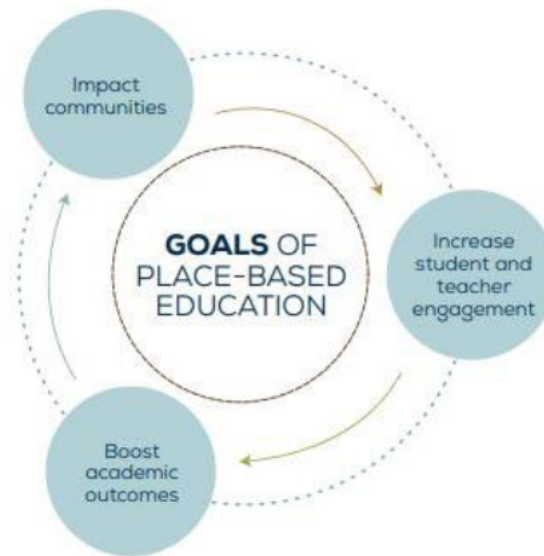 Impact
communities
GOALS OF
PLACE-BASED
EDUCATION
Increase
student and
teacher
engagement
Boost
academic
outcomes